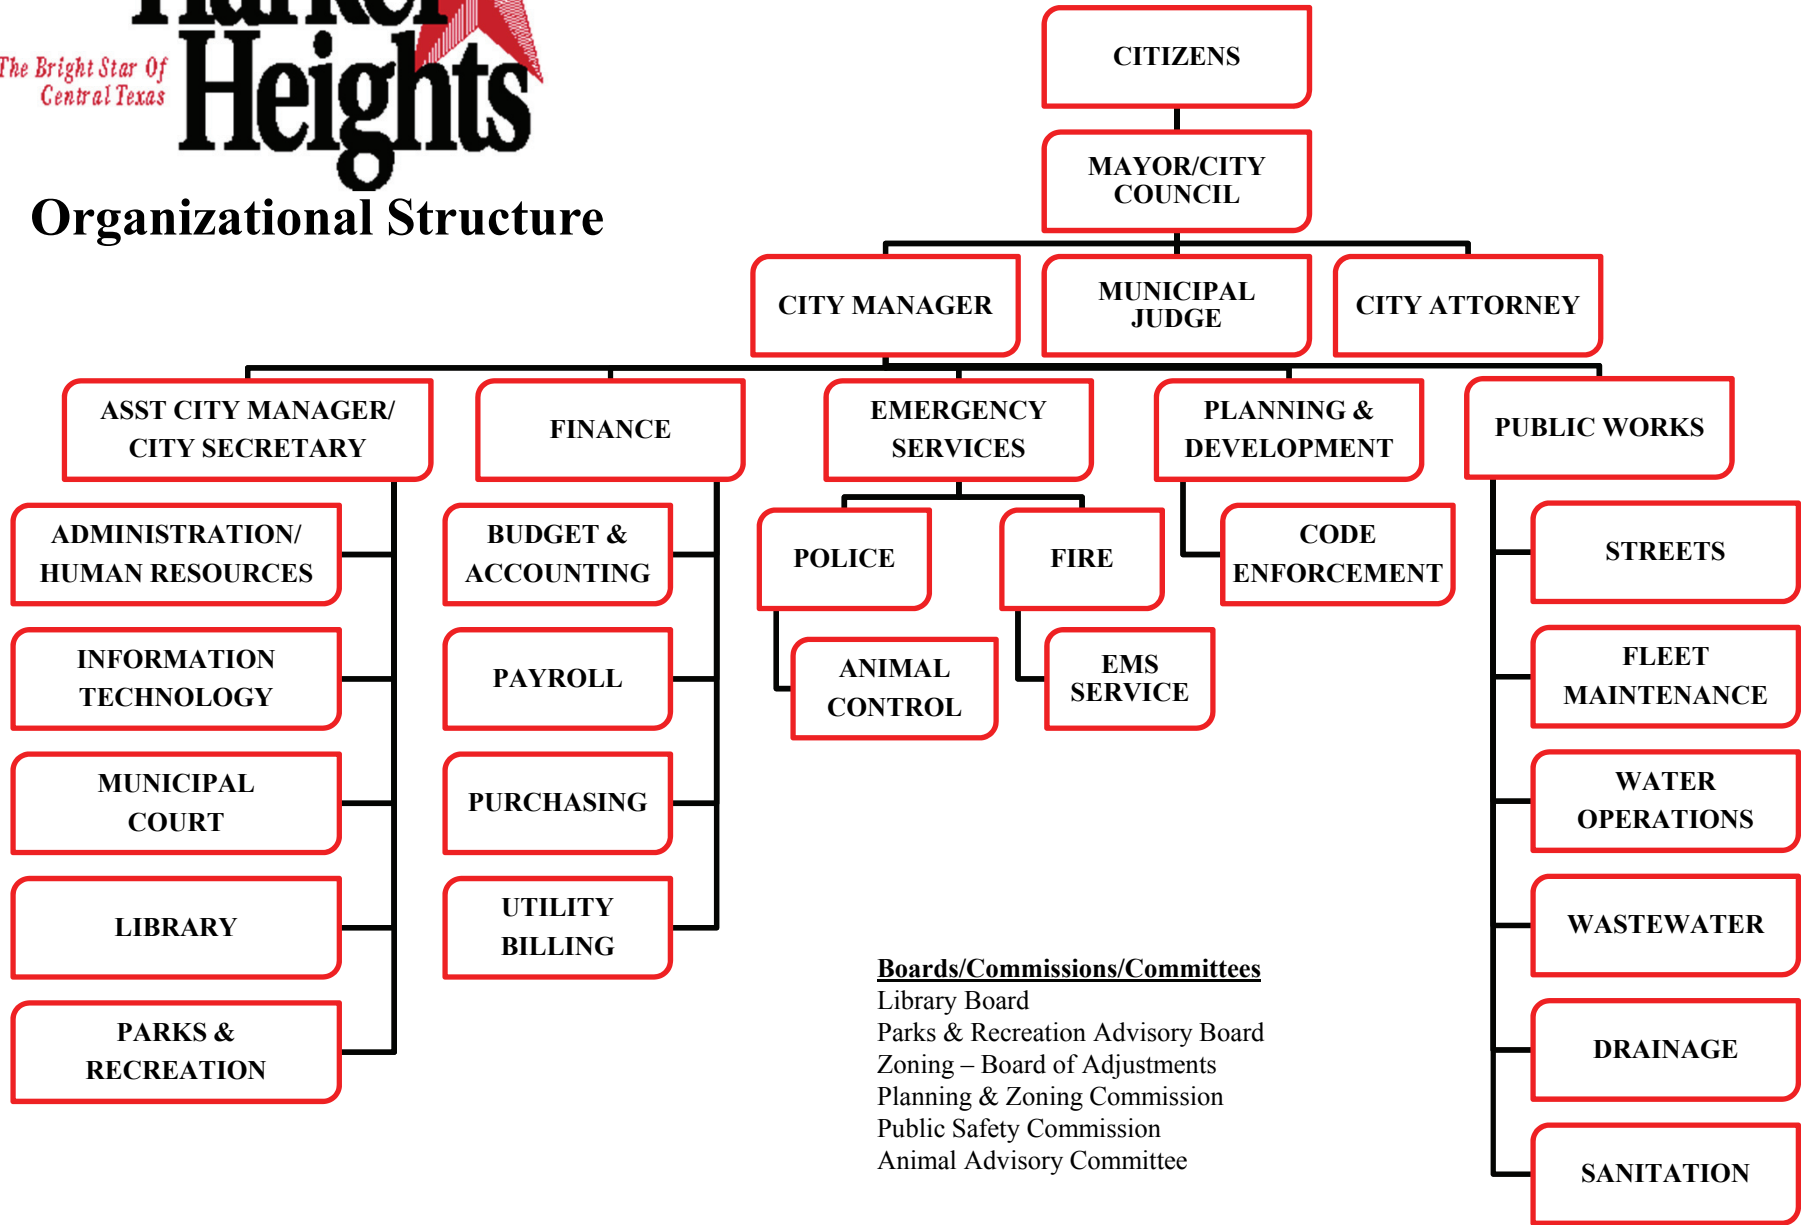 Harker
The Bright Star Of
Central Texas
Heights
Organizational Structure
CITIZENS
MAYOR/CITY
COUNCIL
CITY MANAGER
MUNICIPAL
JUDGE
CITY ATTORNEY
ASST CITY MANAGER/
CITY SECRETARY
FINANCE
EMERGENCY
SERVICES
PLANNING &
DEVELOPMENT
PUBLIC WORKS
ADMINISTRATION/
HUMAN RESOURCES
INFORMATION
TECHNOLOGY
MUNICIPAL
COURT
LIBRARY
PARKS &
RECREATION
BUDGET &
ACCOUNTING
PAYROLL
PURCHASING
UTILITY
BILLING
POLICE
ANIMAL
CONTROL
FIRE
EMS
SERVICE
CODE
ENFORCEMENT
STREETS
FLEET
MAINTENANCE
WATER
OPERATIONS
WASTEWATER
DRAINAGE
SANITATION
Boards/Commissions/Committees
Library Board
Parks & Recreation Advisory Board
Zoning – Board of Adjustments
Planning & Zoning Commission
Public Safety Commission
Animal Advisory Committee